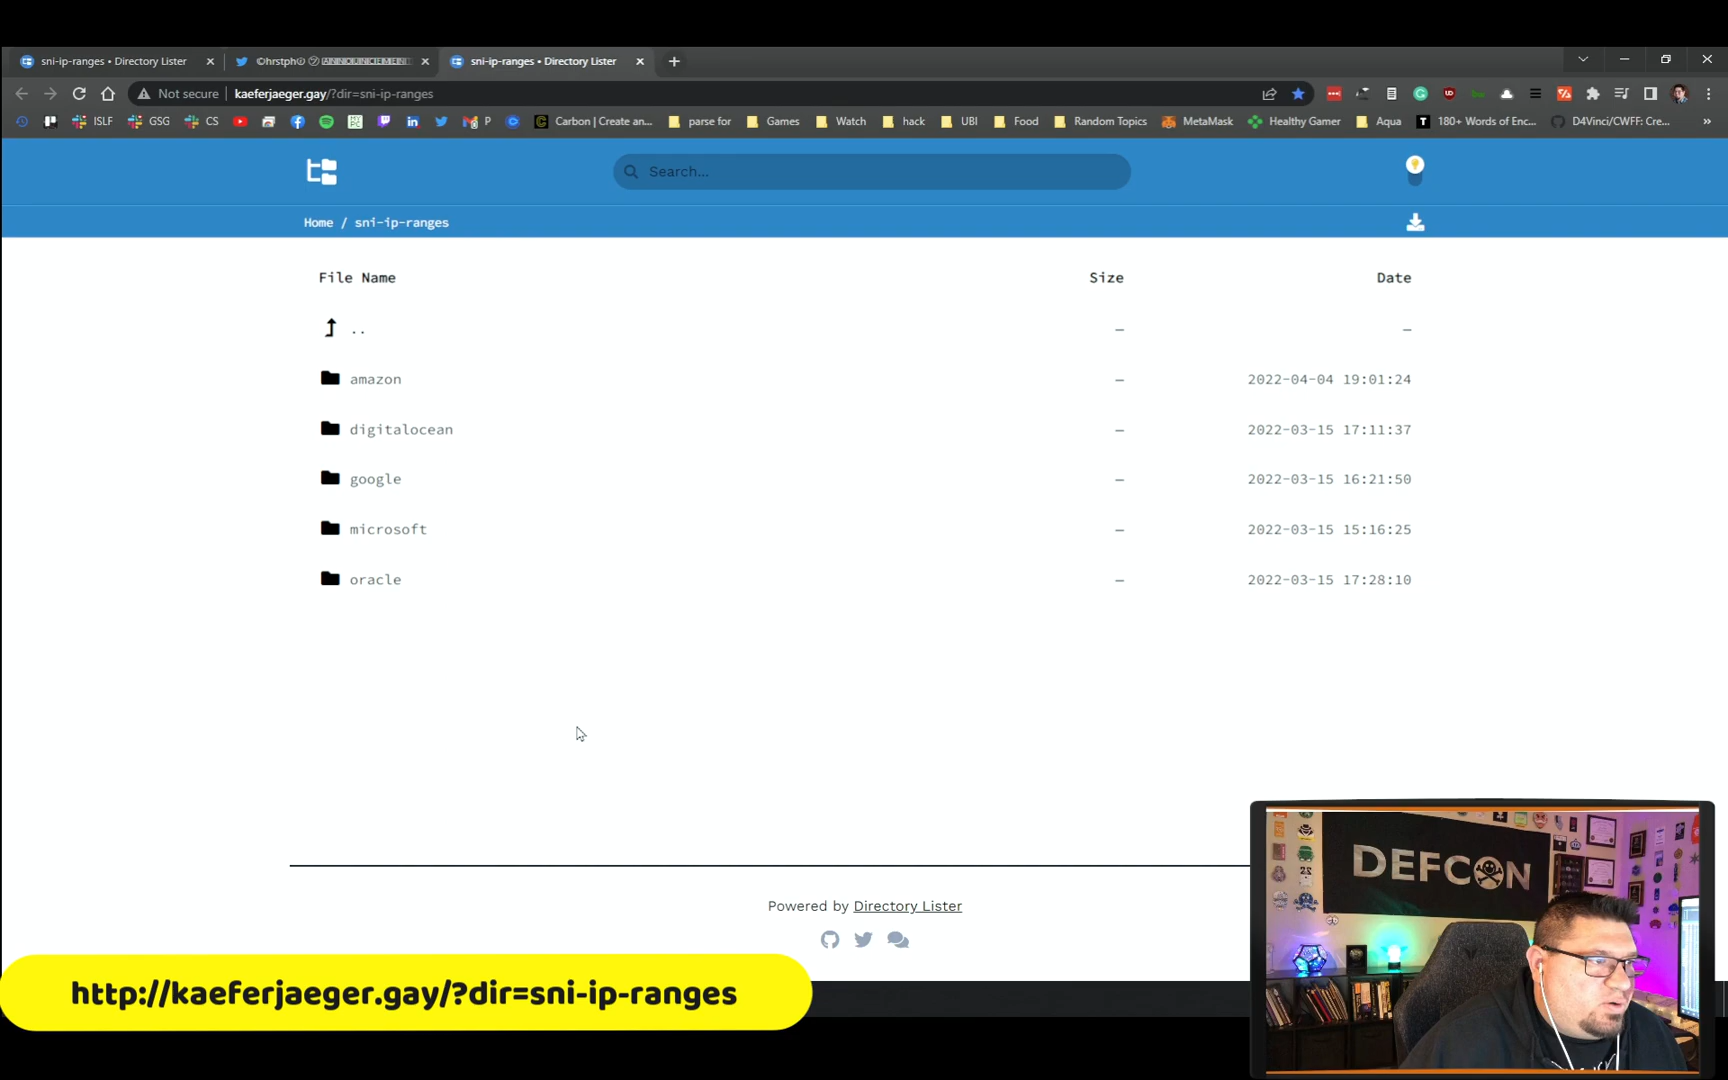 sni-ip-ranges • Directory Lister
sni-ip-ranges • Directory Lister
Not secure
kaeferjaeger.gay/?dir=sni-ip-ranges
ISLF
GSG
CS
P
Carbon | Create an...
parse for
Games
Watch
hack
UBI
Food
Random Topics
MetaMask
Healthy Gamer
Aqua
180+ Words of Enc...
D4Vinci/CWFF: Cre...
»
Search...
Home / sni-ip-ranges
File Name Size Date
.. — —
amazon — 2022-04-04 19:01:24
digitalocean — 2022-03-15 17:11:37
google — 2022-03-15 16:21:50
microsoft — 2022-03-15 15:16:25
oracle — 2022-03-15 17:28:10
Powered by Directory Lister
http://kaeferjaeger.gay/?dir=sni-ip-ranges
DEFCON